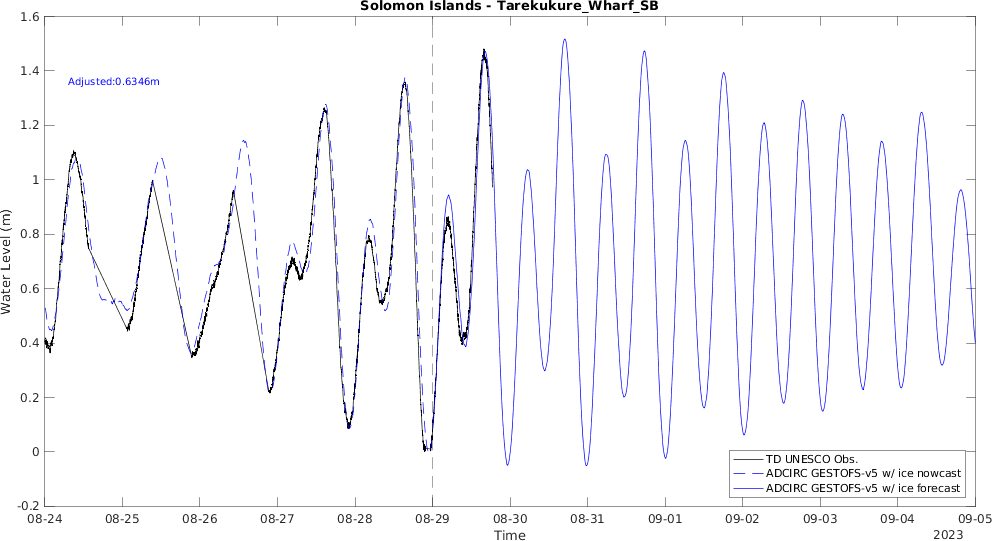 Solomon Islands - Tarekukure_Wharf_SB
Adjusted:0.6346m
Water Level (m)
1.6
1.4
1.2
1
0.8
0.6
0.4
0.2
0
-0.2
TD UNESCO Obs.
ADCIRC GESTOFS-v5 w/ ice nowcast
ADCIRC GESTOFS-v5 w/ ice forecast
08-24 08-25 08-26 08-27 08-28 08-29 08-30 08-31 09-01 09-02 09-03 09-04 09-05
Time
2023